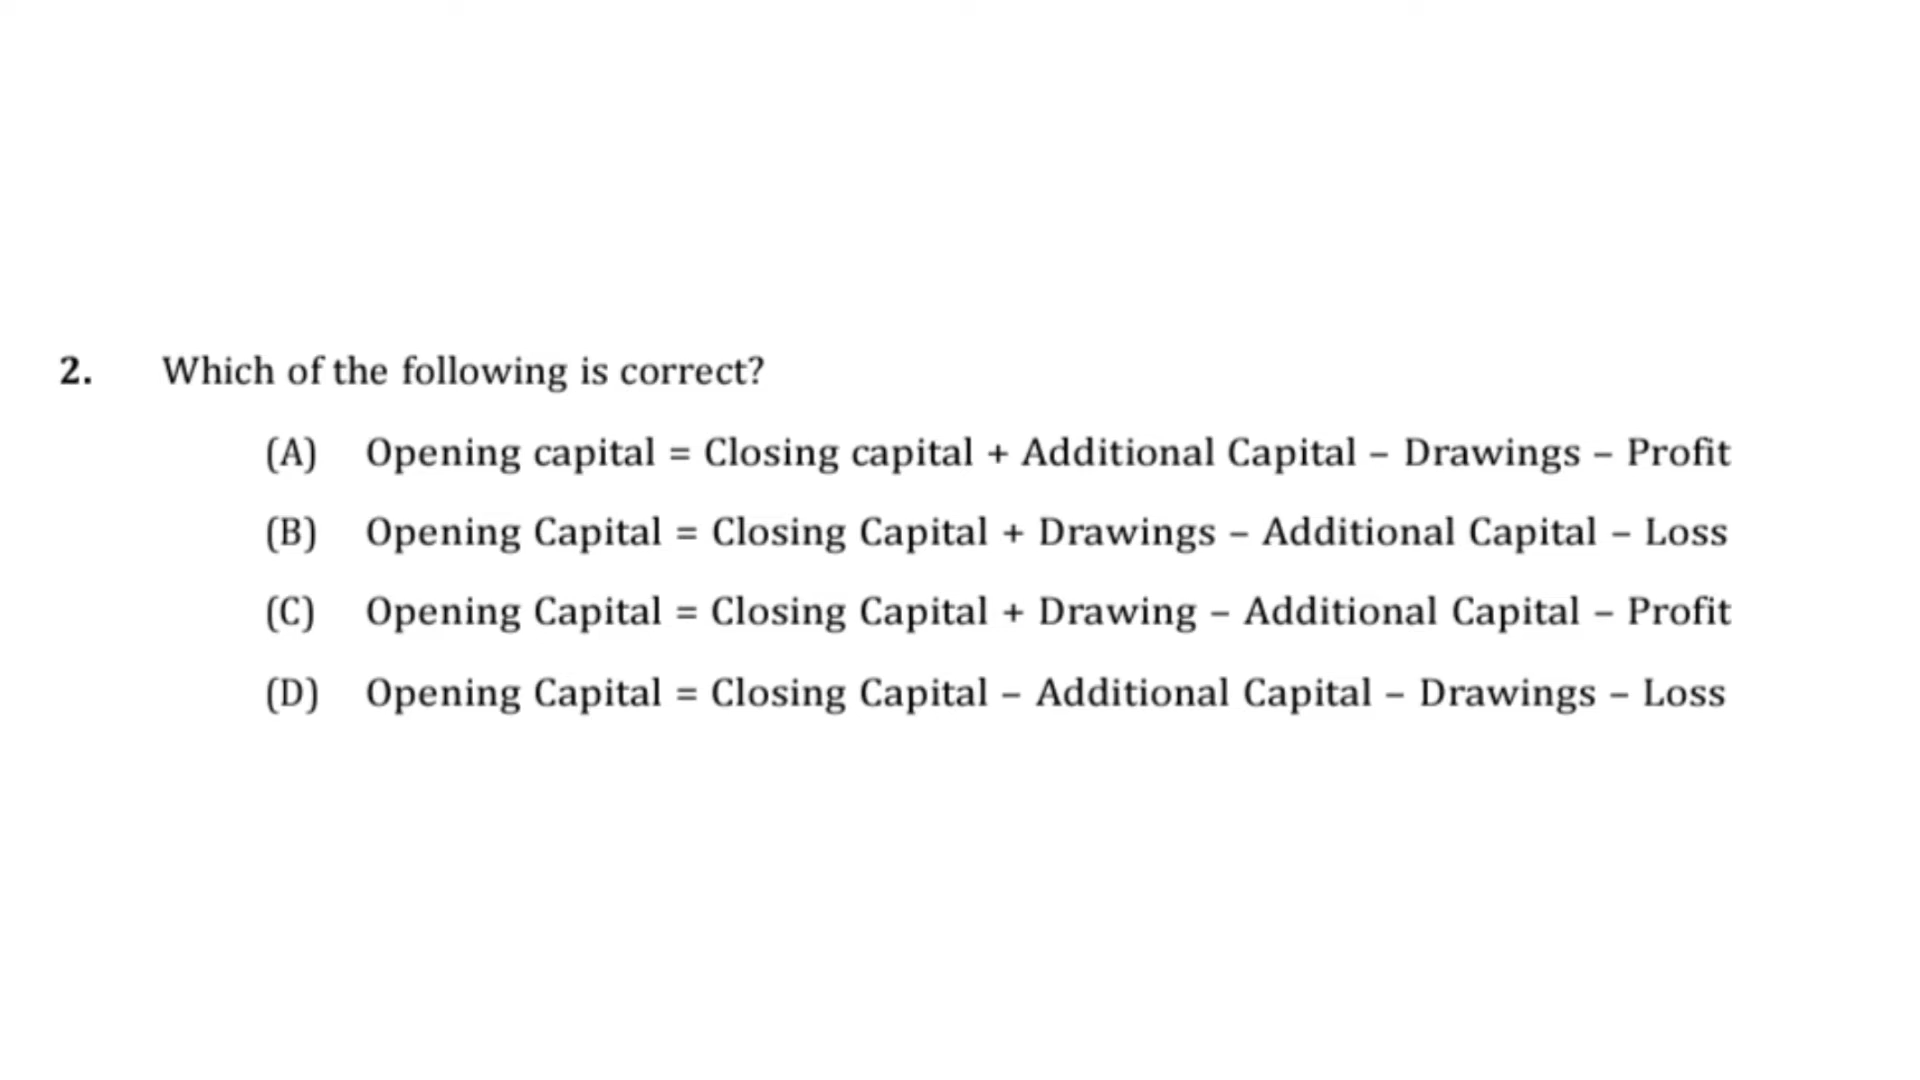 2. Which of the following is correct?
(A) Opening capital = Closing capital + Additional Capital – Drawings – Profit
(B) Opening Capital = Closing Capital + Drawings – Additional Capital – Loss
(C) Opening Capital = Closing Capital + Drawing – Additional Capital – Profit
(D) Opening Capital = Closing Capital – Additional Capital – Drawings – Loss